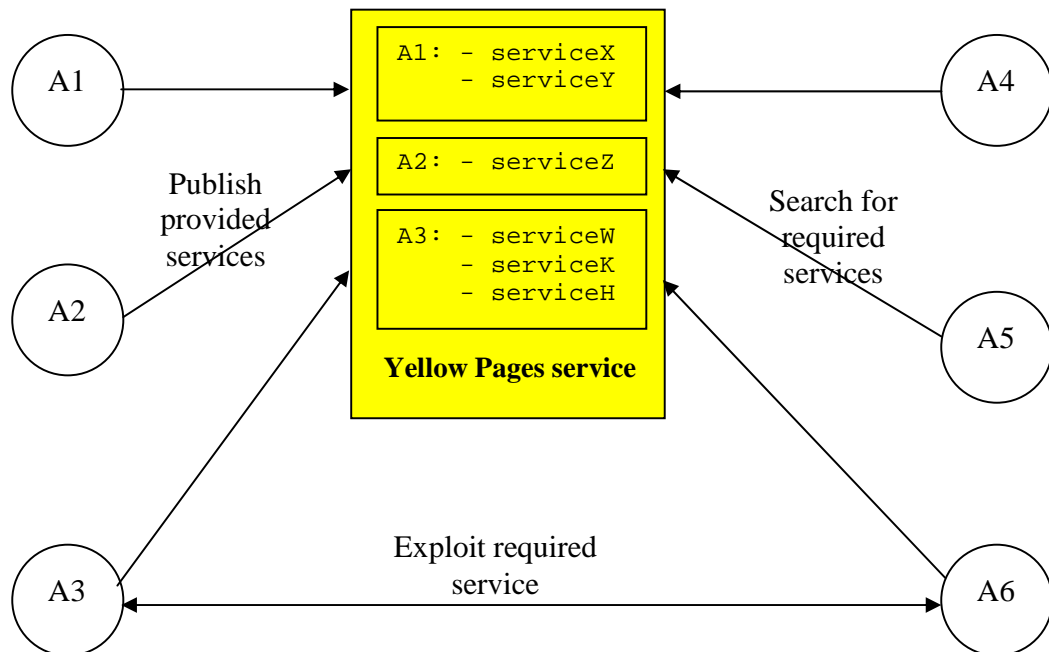 A1
A1: - serviceX
- serviceY
A4
A2: - serviceZ
Publish
provided
services
Search for
required
services
A3: - serviceW
- serviceK
- serviceH
A2
A5
Yellow Pages service
Exploit required
service
A3
A6